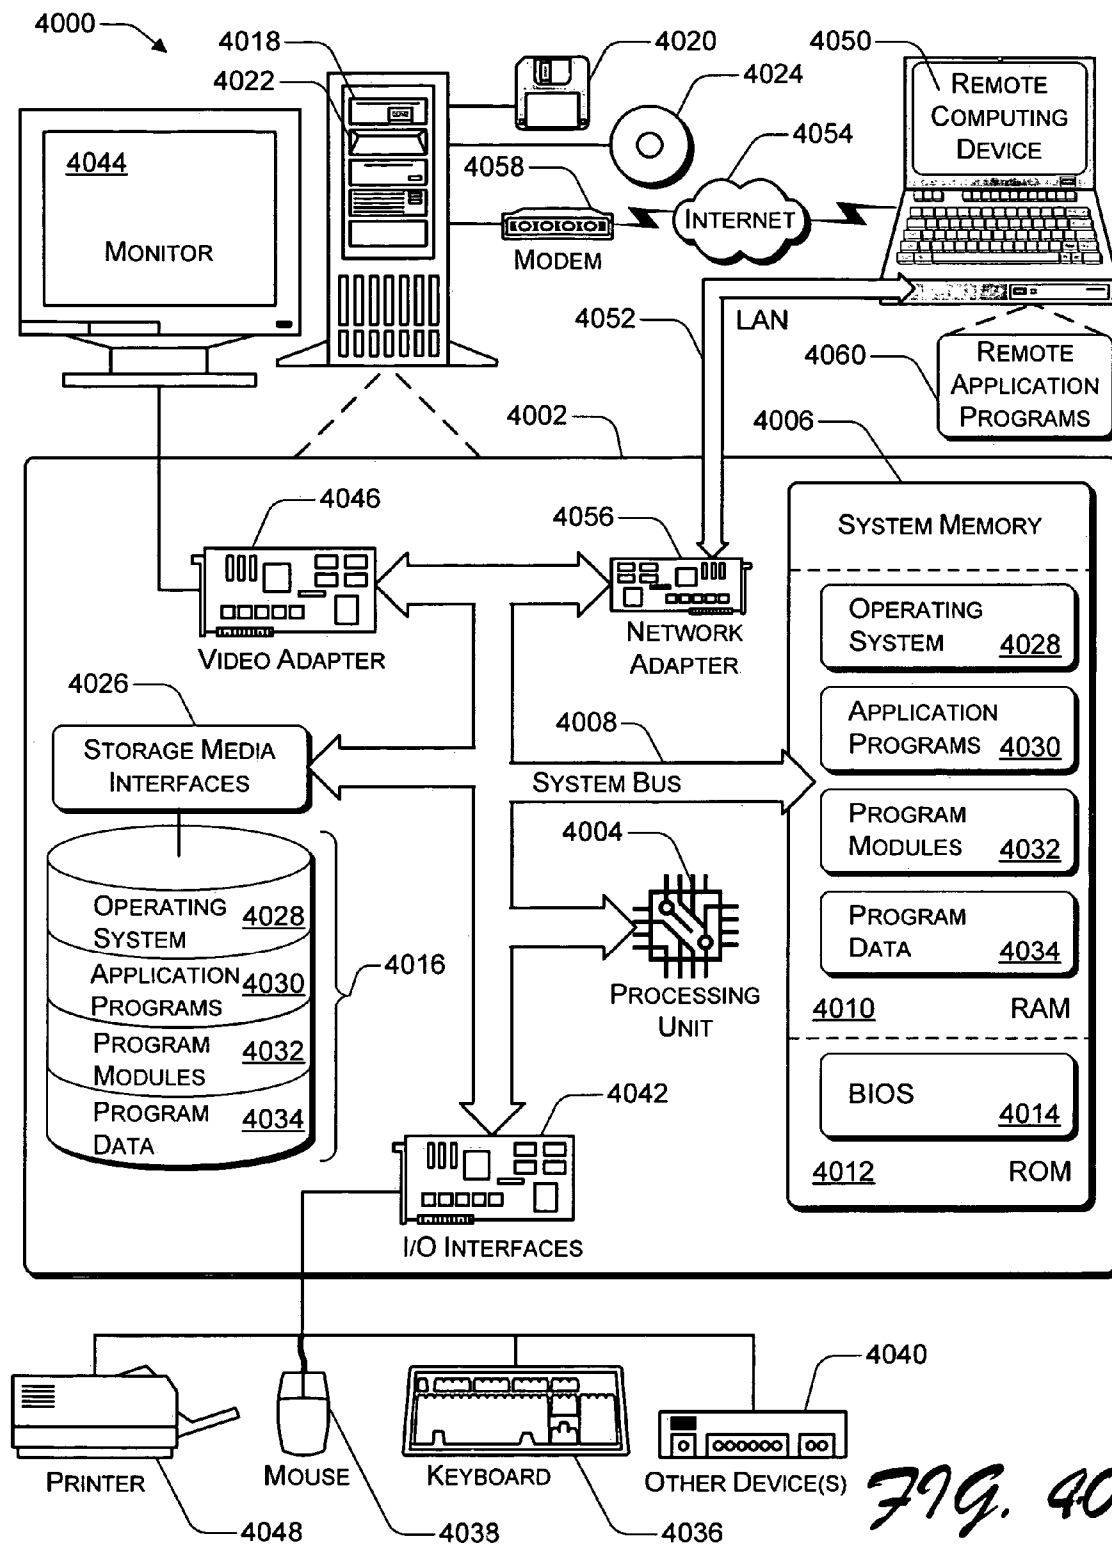 4000
4018
4022
4020
4024
4050
REMOTE
COMPUTING
DEVICE
4054
4058
4044
MONITOR
INTERNET
MODEM
4052
LAN
4060
REMOTE
APPLICATION
PROGRAMS
4002
4006
4046
4056
SYSTEM MEMORY
VIDEO ADAPTER
NETWORK
ADAPTER
OPERATING
SYSTEM 4028
4026
STORAGE MEDIA
INTERFACES
4008
SYSTEM BUS
APPLICATION
PROGRAMS 4030
4004
PROGRAM
MODULES 4032
OPERATING
SYSTEM 4028
APPLICATION
PROGRAMS 4030
PROGRAM
MODULES 4032
PROGRAM
DATA 4034
4016
PROCESSING
UNIT
PROGRAM
DATA 4034
4010 RAM
BIOS 4014
4012 ROM
4042
I/O INTERFACES
4040
PRINTER
MOUSE
KEYBOARD
OTHER DEVICE(S)
4048
4038
4036
FIG. 40